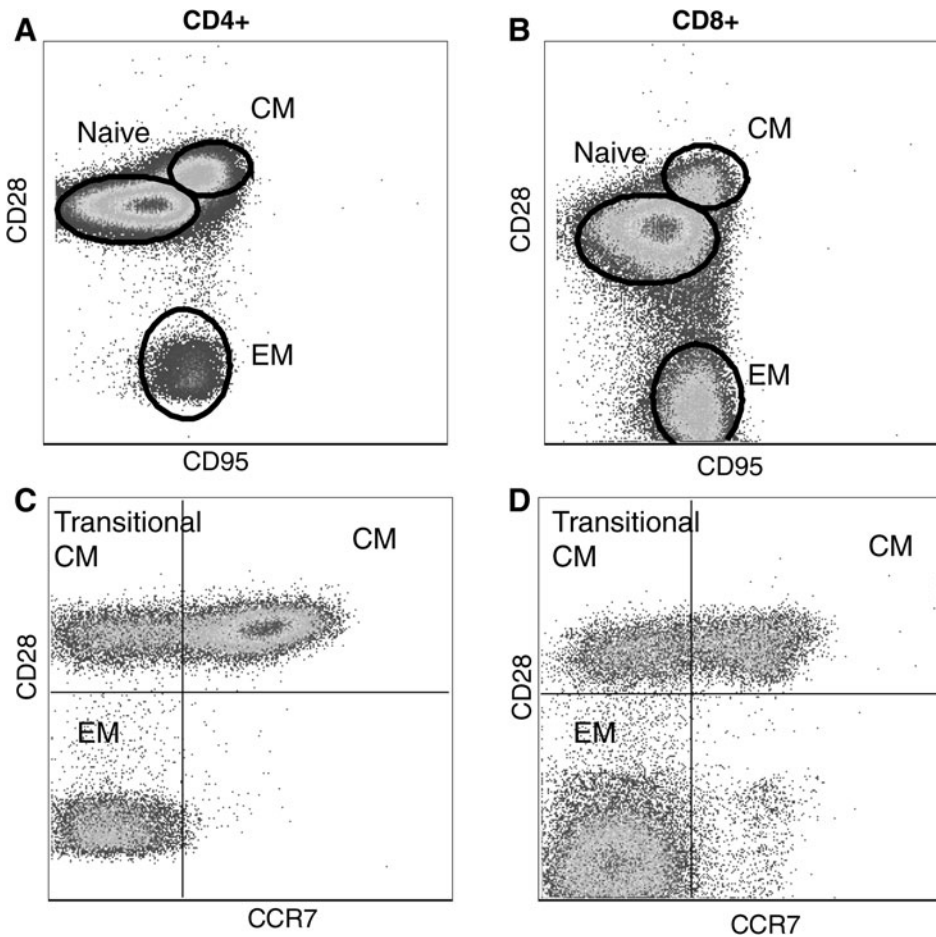 A
CD4+
Naive
CM
EM
CD28
CD95
B
CD8+
Naive
CM
EM
CD28
CD95
C
Transitional
CM
CM
EM
CD28
CCR7
D
Transitional
CM
CM
EM
CD28
CCR7